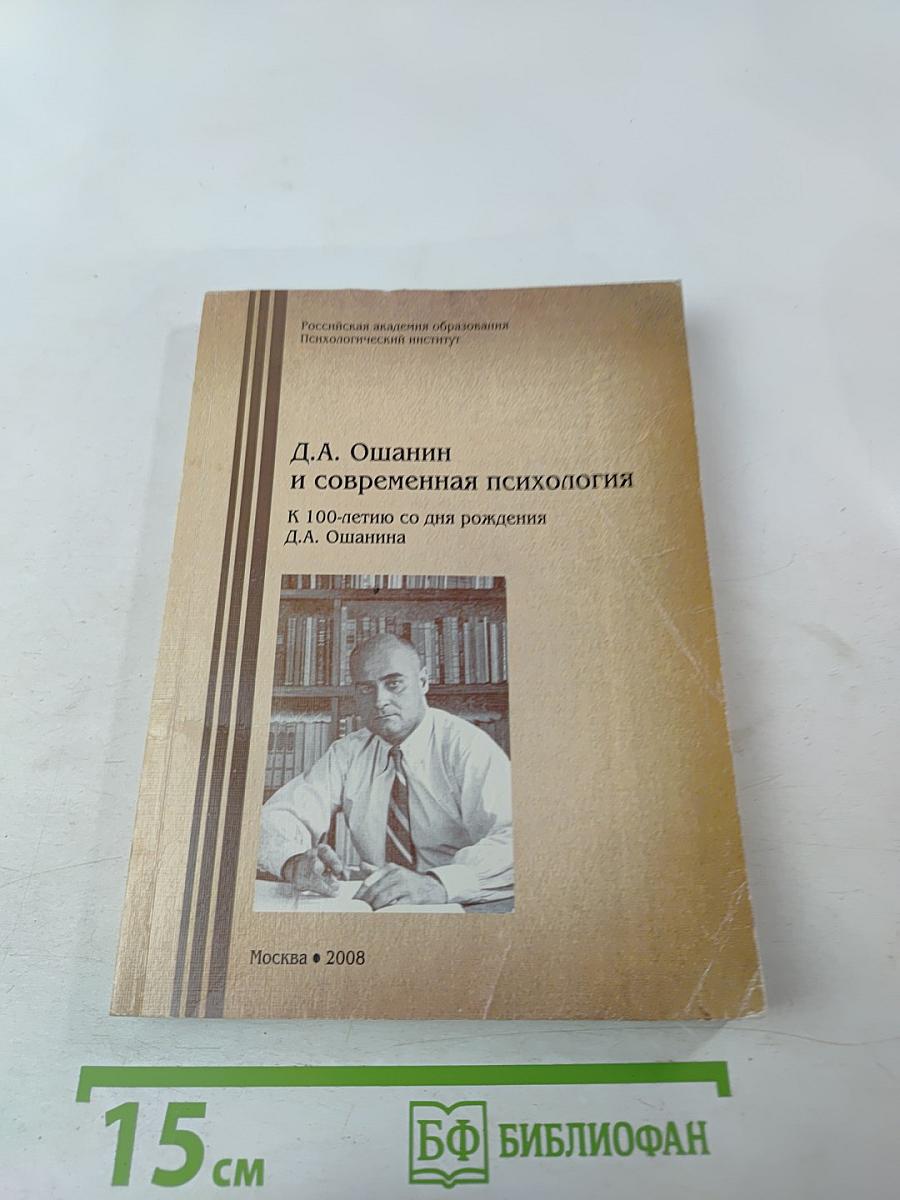 Российская академия образования
Психологический институт
Д.А. Ошанин
и современная психология
К 100-летию со дня рождения
Д.А. Ошанина
Москва • 2008
15 см
БФ БИБЛИОФАН